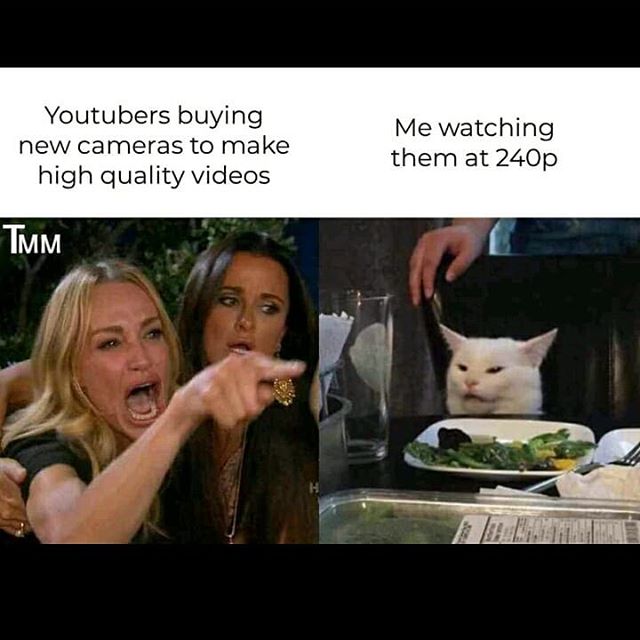 Youtubers buying
new cameras to make
high quality videos
Me watching
them at 240p
TMM